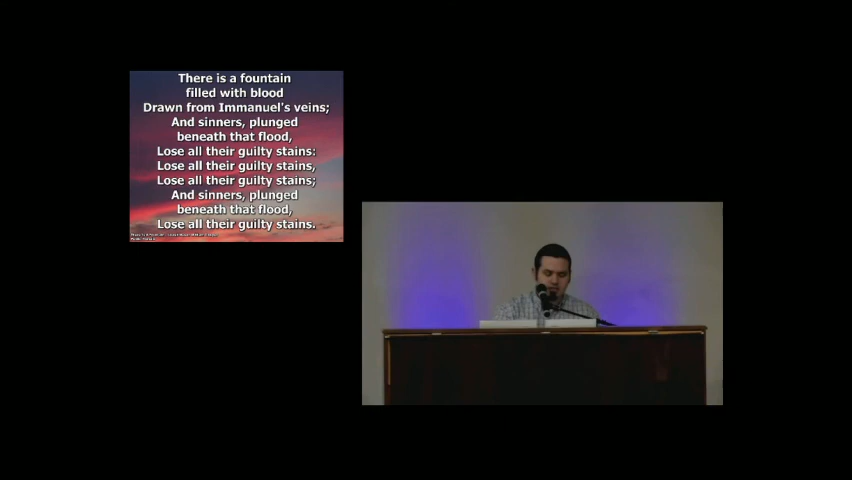 There is a fountain
filled with blood
Drawn from Immanuel's veins;
And sinners, plunged
beneath that flood,
Lose all their guilty stains:
Lose all their guilty stains,
Lose all their guilty stains;
And sinners, plunged
beneath that flood,
Lose all their guilty stains.